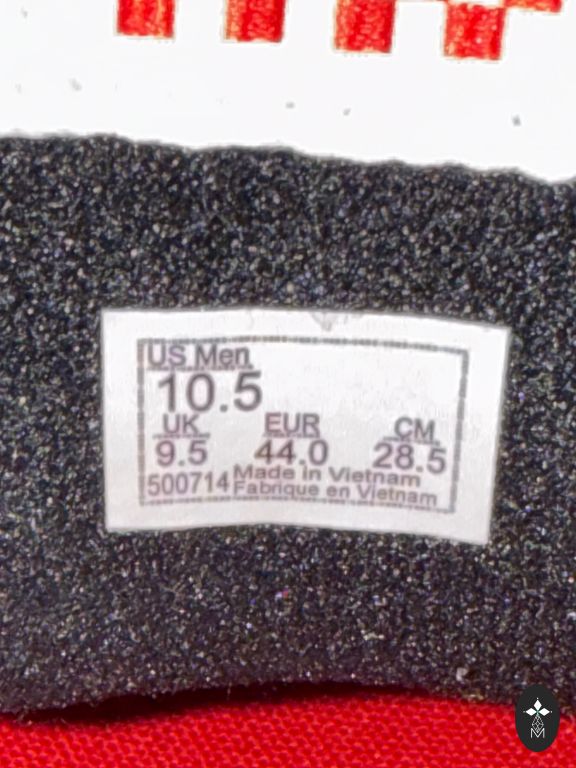 US Men
10.5
UK EUR CM
9.5 44.0 28.5
500714 Made in Vietnam
Fabrique en Vietnam
M